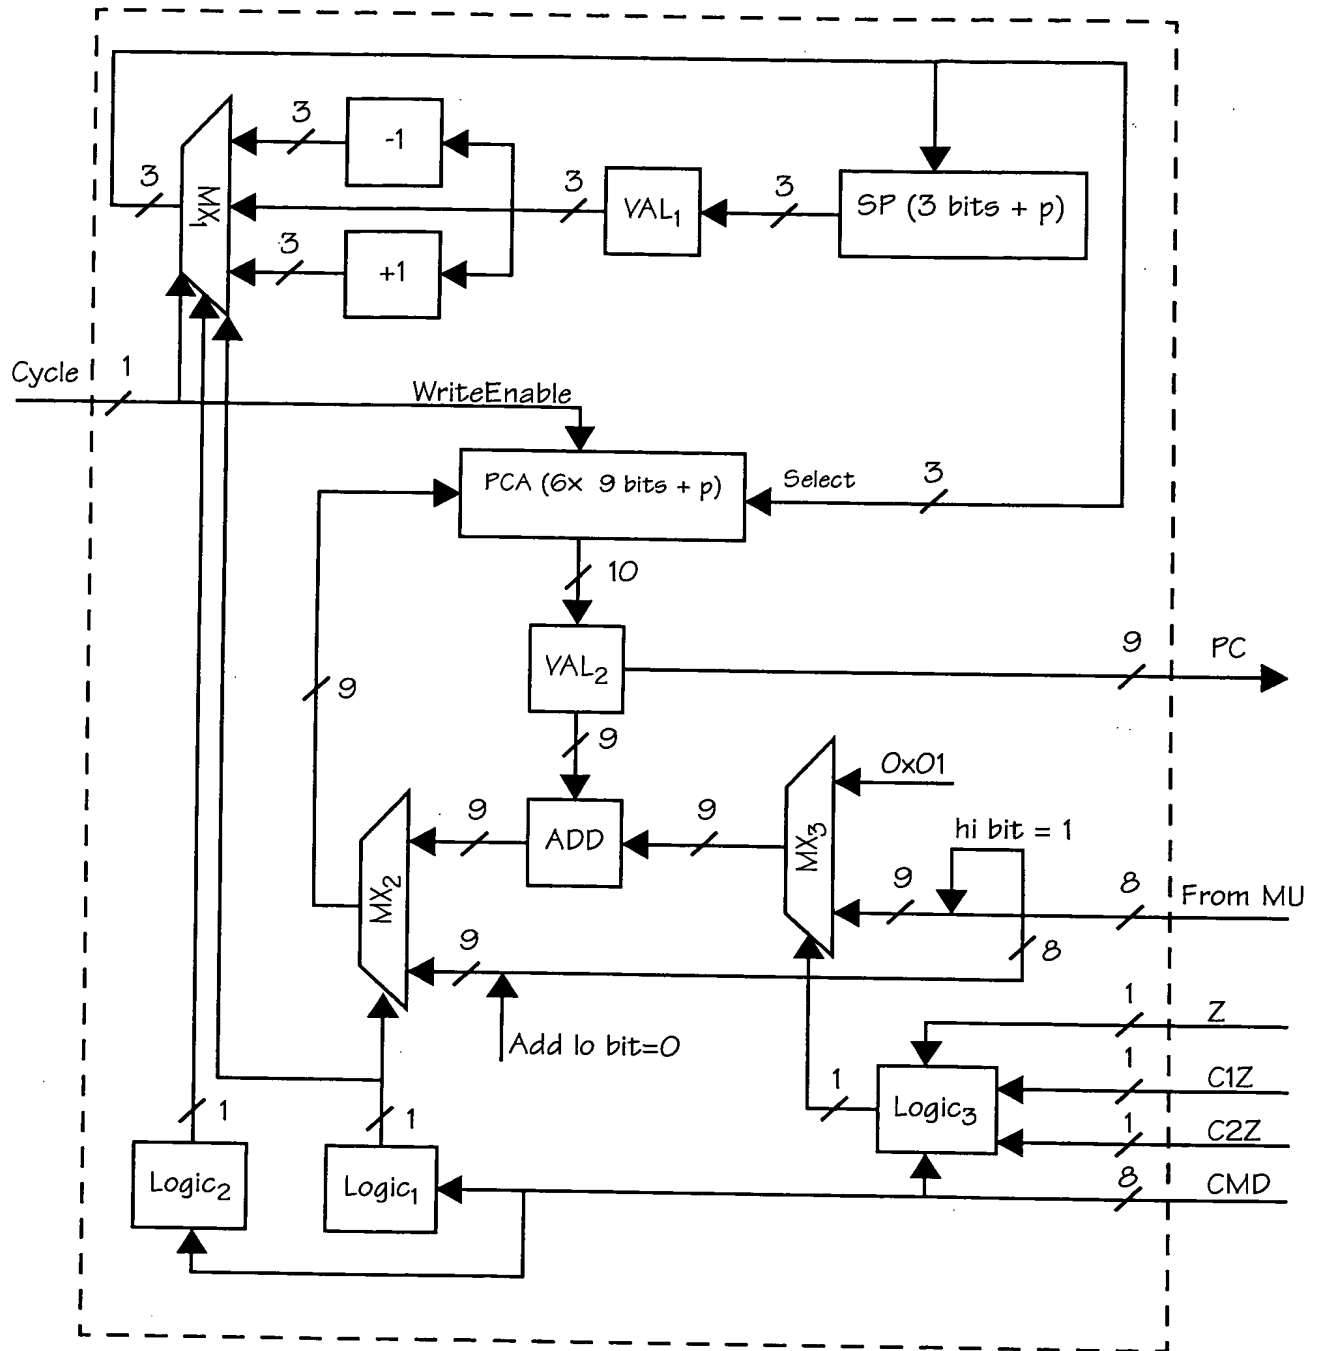 3
-1
3
MX1
3
VAL1
3
SP (3 bits + p)
3
+1
Cycle
1
WriteEnable
PCA (6x 9 bits + p)
Select
3
10
VAL2
9
PC
9
9
0x01
9
ADD
9
MX3
hi bit = 1
MX2
9
8
From MU
9
8
Add lo bit=0
1
Z
1
C1Z
1
Logic3
1
C2Z
1
1
Logic2
Logic1
8
CMD